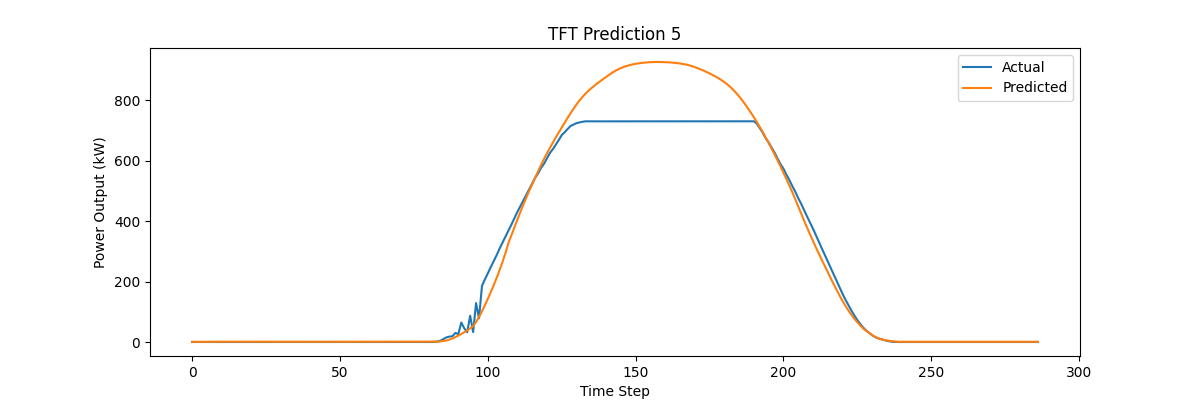 TFT Prediction 5
Actual
Predicted
Power Output (kW)
800
600
400
200
0
0 50 100 150 200 250 300
Time Step